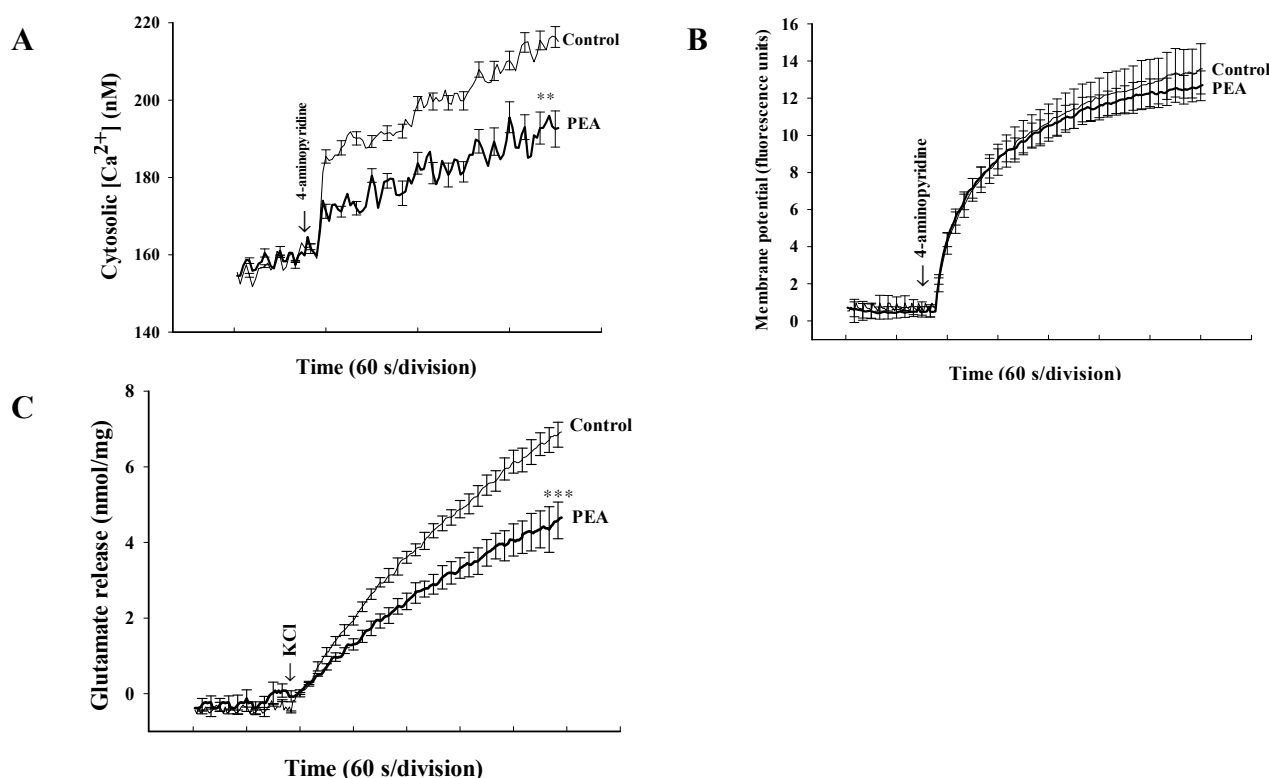 A
Cytosolic [Ca2+] (nM)
220
200
180
160
140
4-aminopyridine
Control
**
PEA
Time (60 s/division)
B
Membrane potential (fluorescence units)
16
14
12
10
8
6
4
2
0
4-aminopyridine
Control
PEA
Time (60 s/division)
C
Glutamate release (nmol/mg)
8
6
4
2
0
KCl
Control
***
PEA
Time (60 s/division)